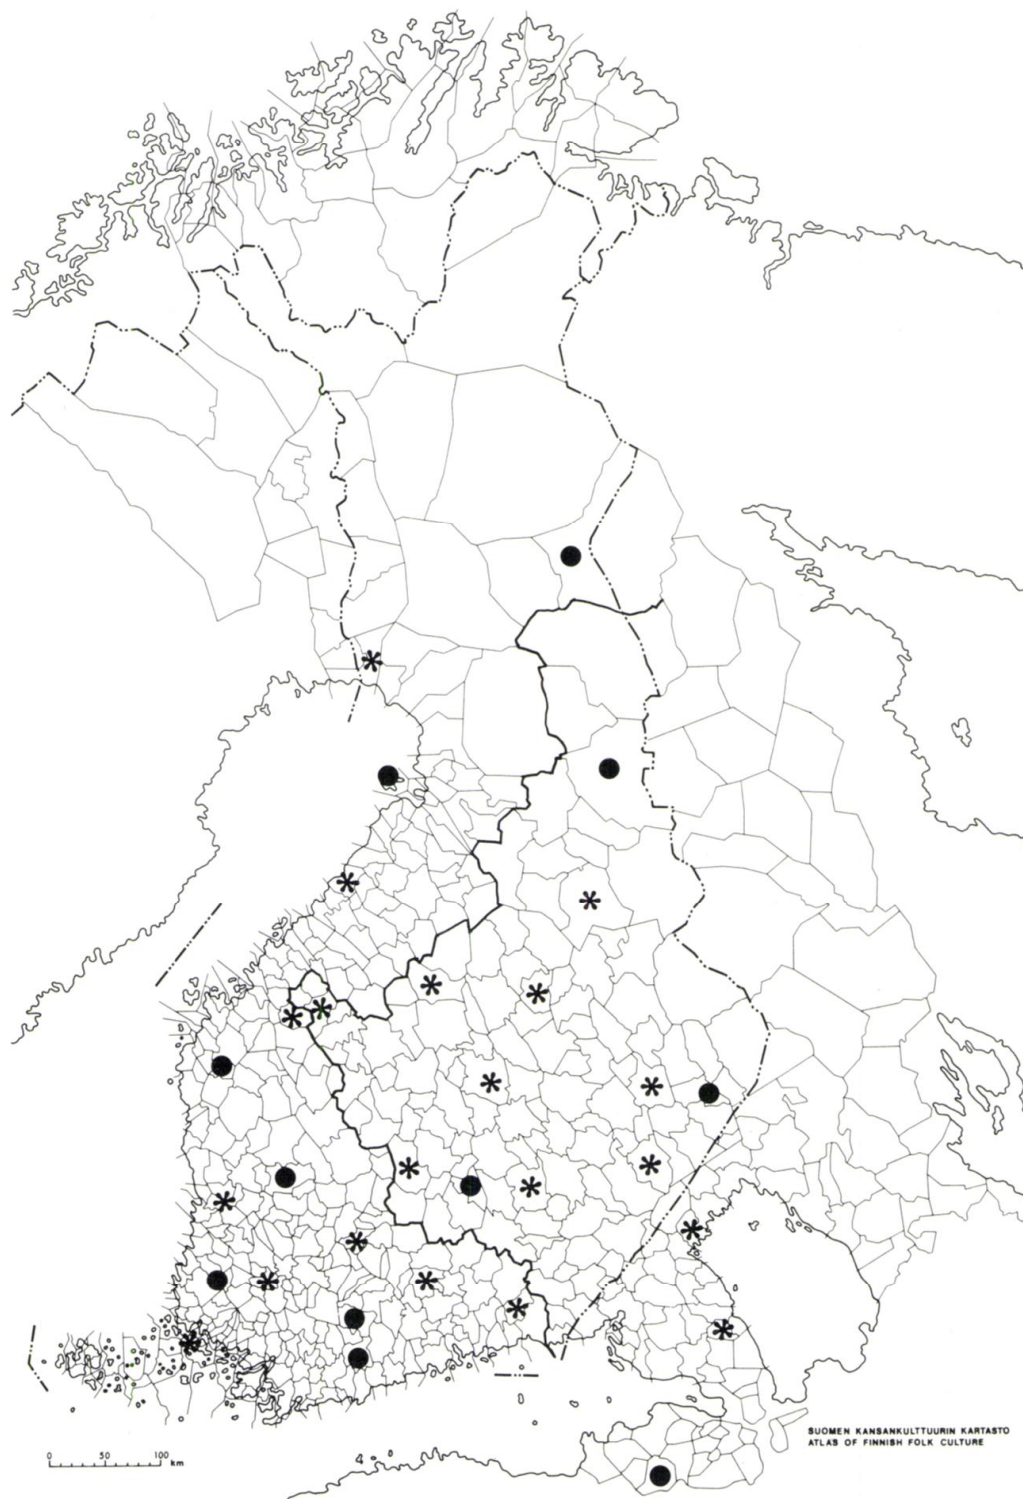 SUOMEN KANSANKULTTUURIN KARTASTO
ATLAS OF FINNISH FOLK CULTURE
0 50 100 km